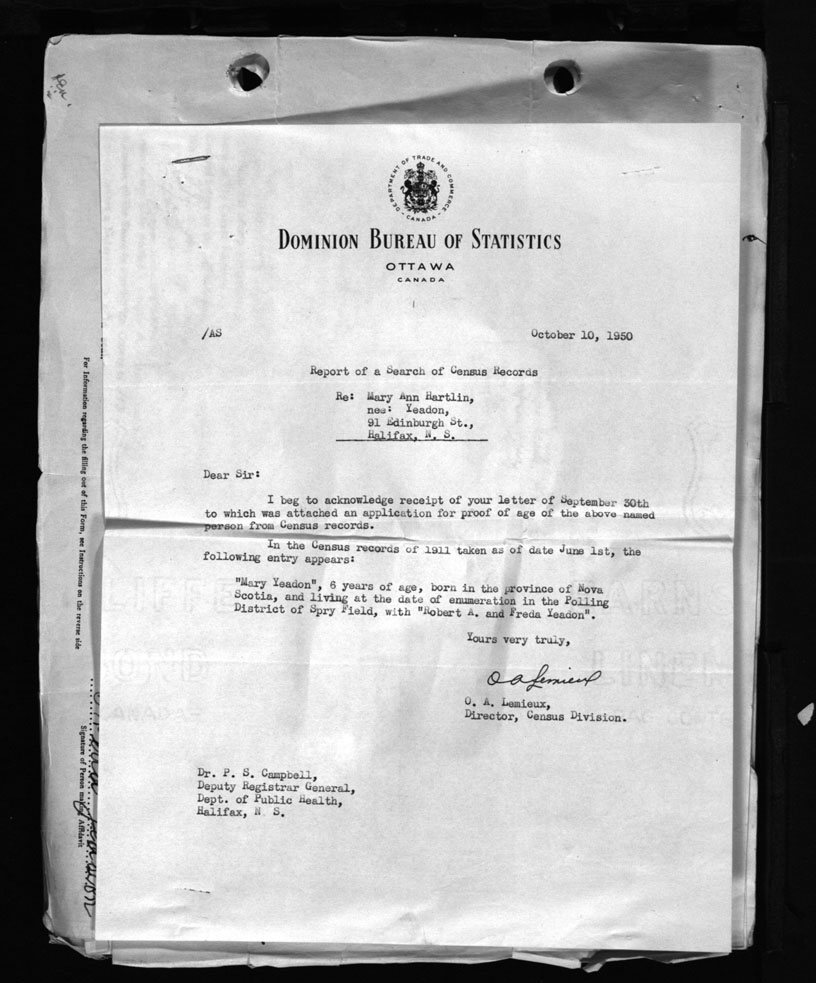 DEPARTMENT OF TRADE AND COMMERCE
- CANADA -
DOMINION BUREAU OF STATISTICS
OTTAWA
CANADA
/AS
October 10, 1950
Report of a Search of Census Records
Re: Mary Ann Hartlin,
nee: Yeadon,
91 Edinburgh St.,
Halifax, N. S.
Dear Sir:
I beg to acknowledge receipt of your letter of September 30th
to which was attached an application for proof of age of the above named
person from Census records.
In the Census records of 1911 taken as of date June 1st, the
following entry appears:
"Mary Yeadon", 6 years of age, born in the province of Nova
Scotia, and living at the date of enumeration in the Polling
District of Spry Field, with "Robert A. and Freda Yeadon".
Yours very truly,
O A Lemieux
O. A. Lemieux,
Director, Census Division.
Dr. P. S. Campbell,
Deputy Registrar General,
Dept. of Public Health,
Halifax, N S.
For Information regarding the filling out of this Form, see Instructions on the reverse side
Signature of Person making Affidavit